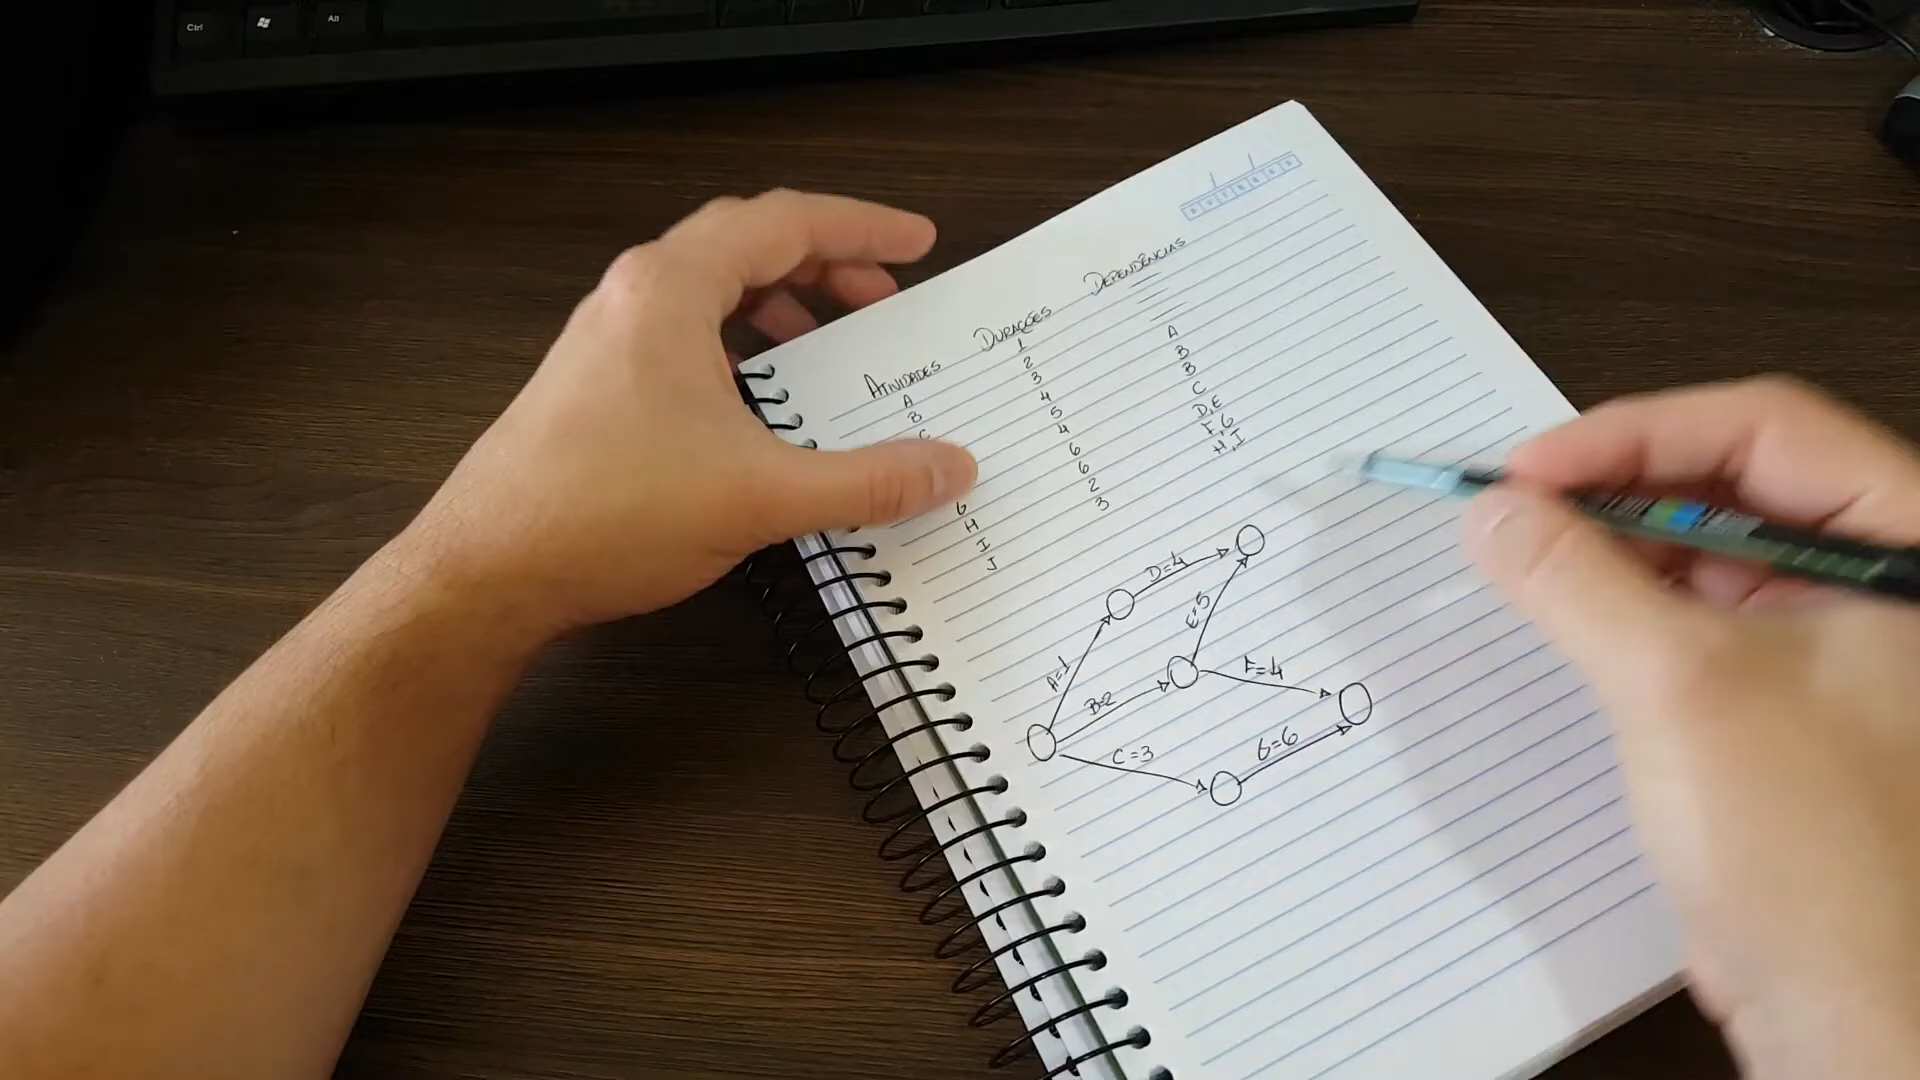 Ctrl
Alt
ATIVIDADES DURAÇÕES DEPENDÊNCIAS
A 1 —
B 2 —
C 3 —
4 A
5 B
4 B
G 6 C
H 6 D,E
I 2 F,G
J 3 H,I
D=4
E=5
A=1
F=4
B=2
C=3
G=6